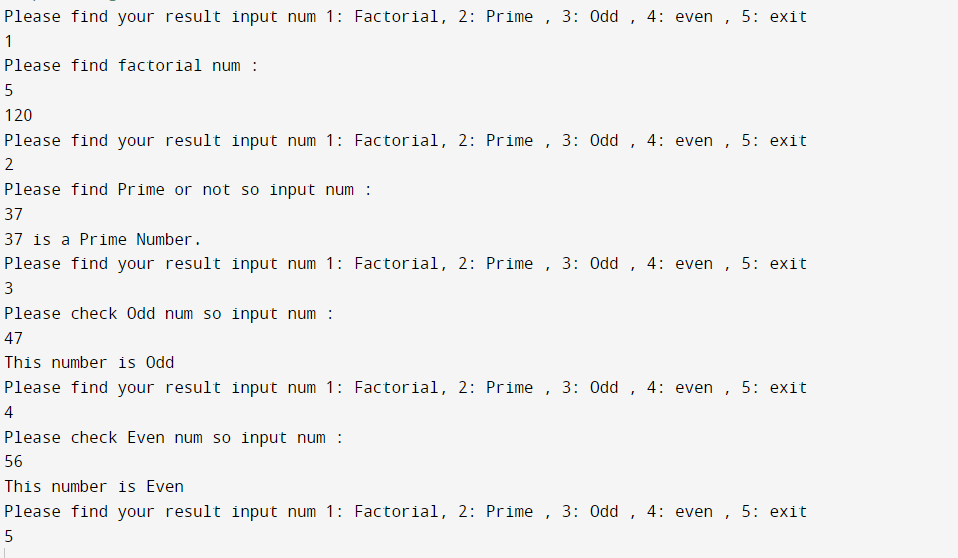 Please find your result input num 1: Factorial, 2: Prime , 3: Odd , 4: even , 5: exit
1
Please find factorial num :
5
120
Please find your result input num 1: Factorial, 2: Prime , 3: Odd , 4: even , 5: exit
2
Please find Prime or not so input num :
37
37 is a Prime Number.
Please find your result input num 1: Factorial, 2: Prime , 3: Odd , 4: even , 5: exit
3
Please check Odd num so input num :
47
This number is Odd
Please find your result input num 1: Factorial, 2: Prime , 3: Odd , 4: even , 5: exit
4
Please check Even num so input num :
56
This number is Even
Please find your result input num 1: Factorial, 2: Prime , 3: Odd , 4: even , 5: exit
5